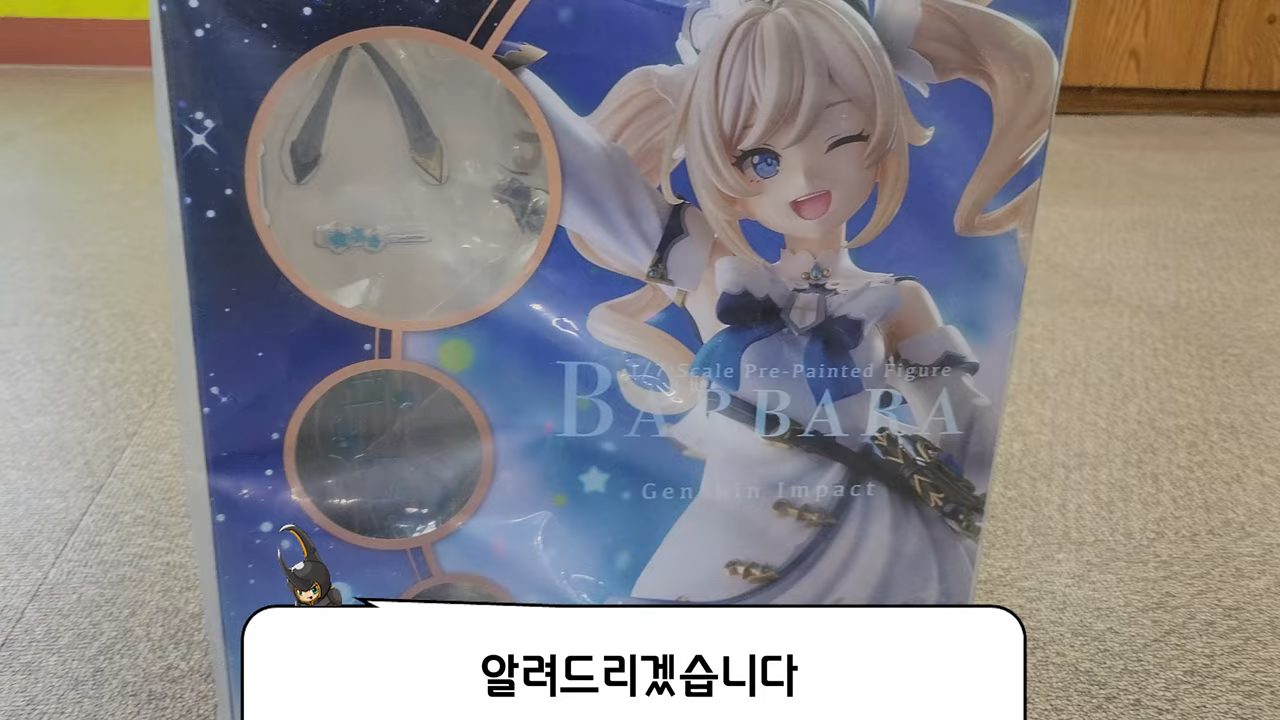 1/7 Scale Pre-Painted Figure
BARBARA
Genshin Impact
알려드리겠습니다